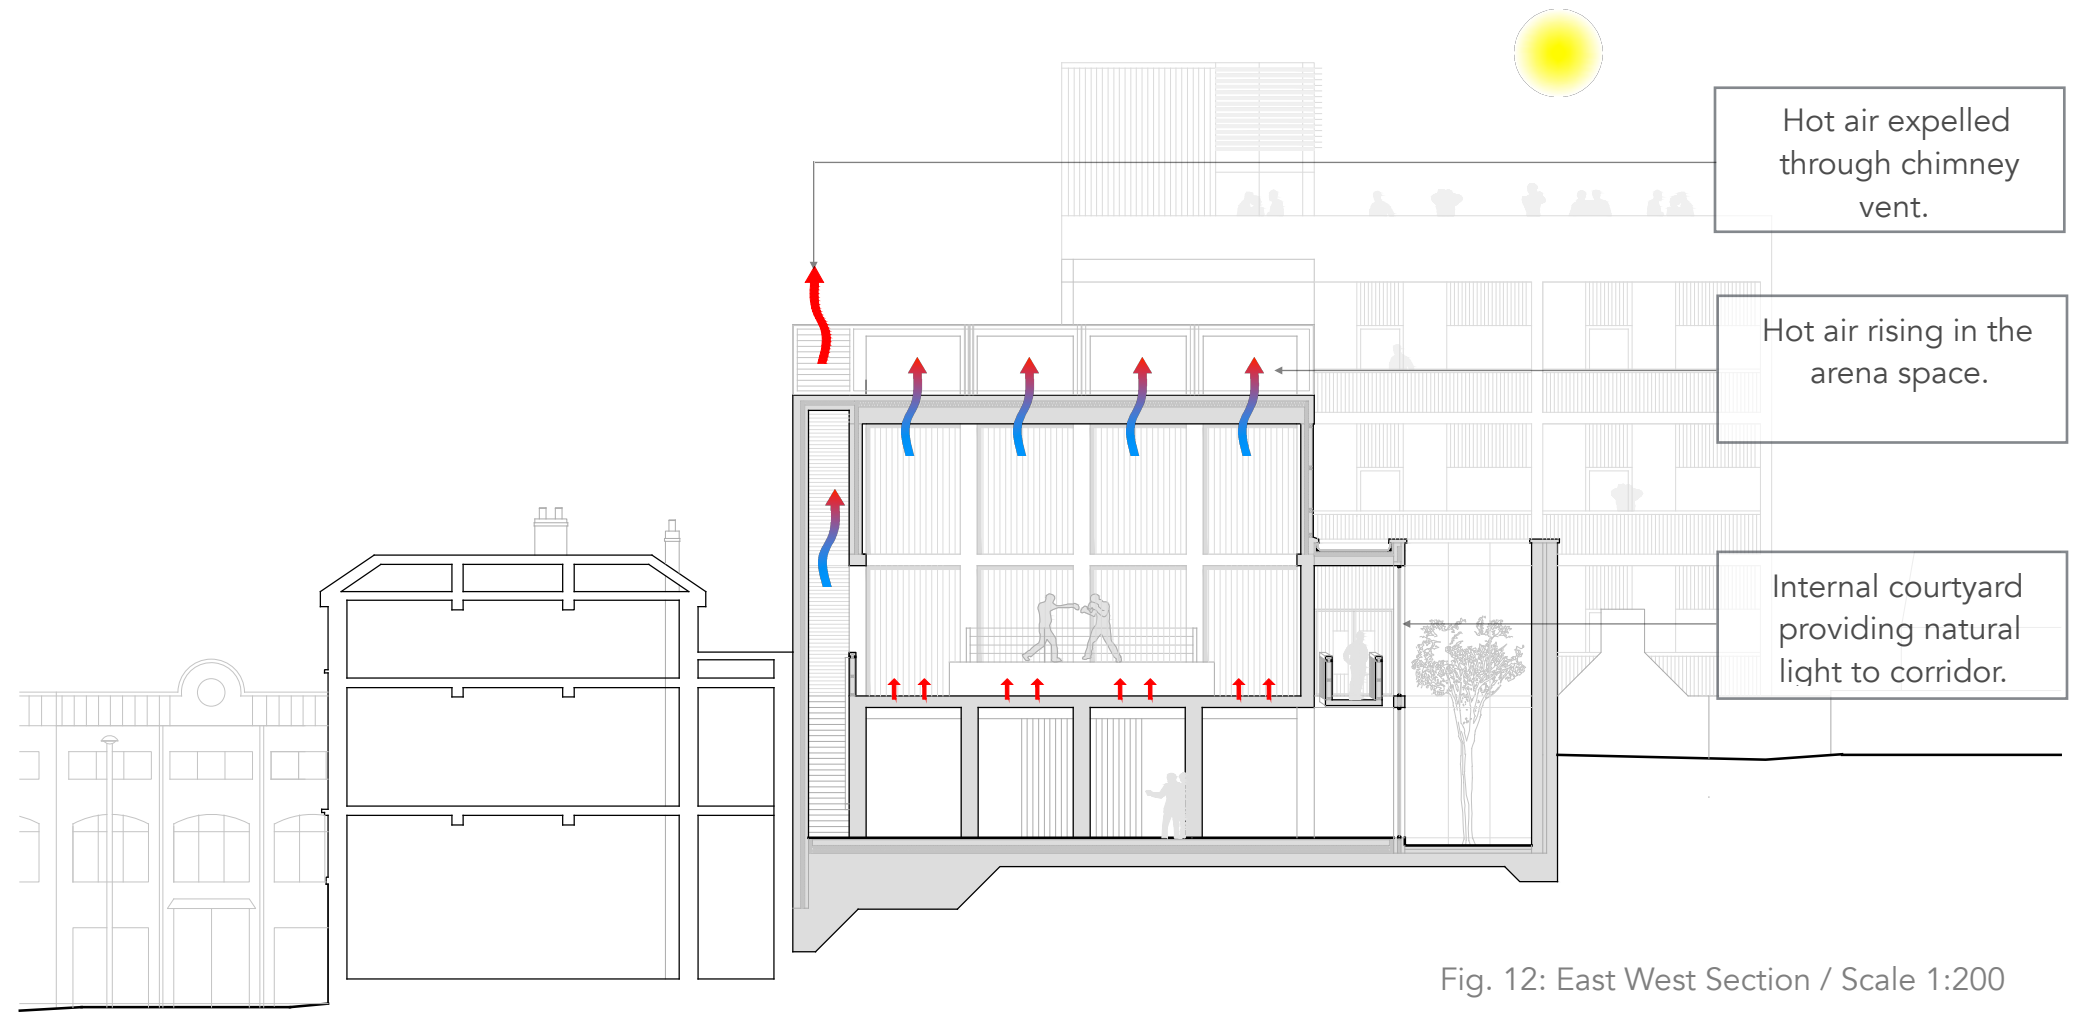 Hot air expelled
through chimney
vent.
Hot air rising in the
arena space.
Internal courtyard
providing natural
light to corridor.
Fig. 12: East West Section / Scale 1:200